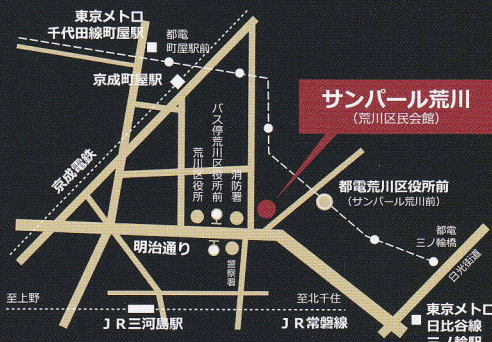 東京メトロ
千代田線町屋駅
都電
町屋駅前
京成町屋駅
サンパール荒川
(荒川区民会館)
バス停荒川区役所前
荒川区役所
消防署
京成電鉄
都電荒川区役所前
(サンパール荒川前)
都電
三ノ輪橋
明治通り
警察署
日光街道
至上野
至北千住
JR三河島駅
JR常磐線
東京メトロ
日比谷線
三ノ輪駅